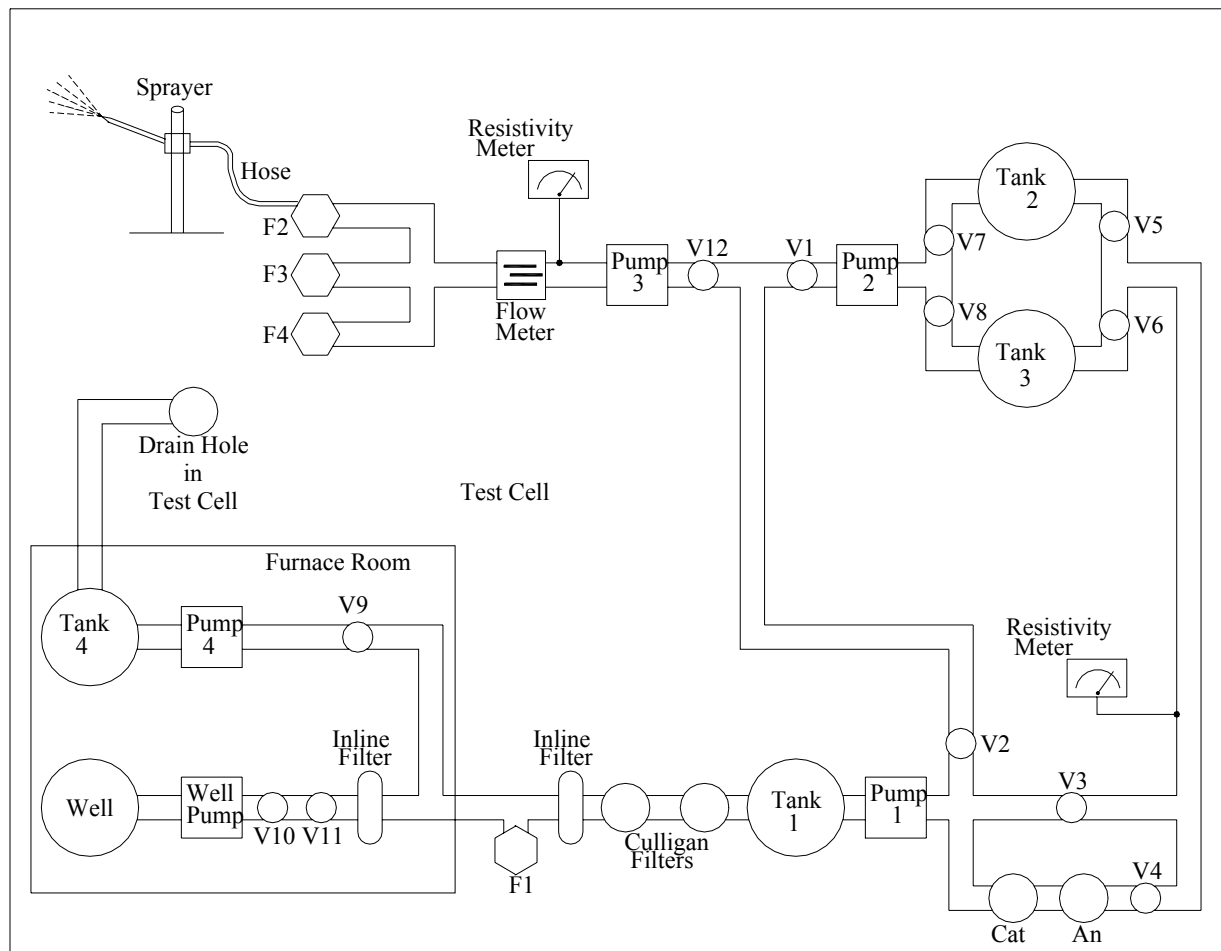 Sprayer
Hose
F2
F3
F4
Resistivity
Meter
Flow
Meter
Pump
3
V12
V1
Pump
2
V7
V8
Tank
2
Tank
3
V5
V6
Drain Hole
in
Test Cell
Test Cell
Furnace Room
Tank
4
Pump
4
V9
Resistivity
Meter
Well
Well
Pump
V10
V11
Inline
Filter
F1
Inline
Filter
Culligan
Filters
Tank
1
Pump
1
V2
V3
V4
Cat
An